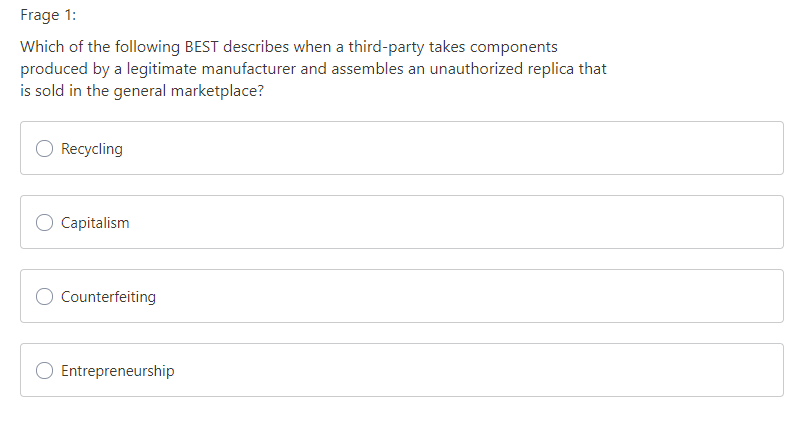 Frage 1:
Which of the following BEST describes when a third-party takes components
produced by a legitimate manufacturer and assembles an unauthorized replica that
is sold in the general marketplace?
Recycling
Capitalism
Counterfeiting
Entrepreneurship